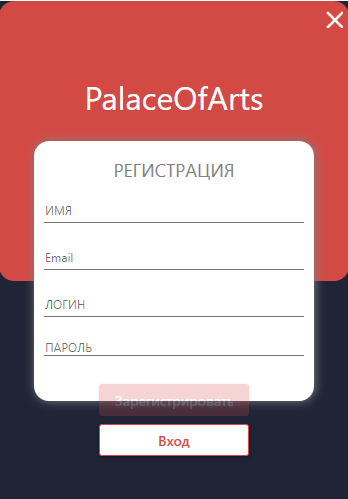 PalaceOfArts
РЕГИСТРАЦИЯ
ИМЯ
Email
ЛОГИН
ПАРОЛЬ
Зарегистрировать
Вход